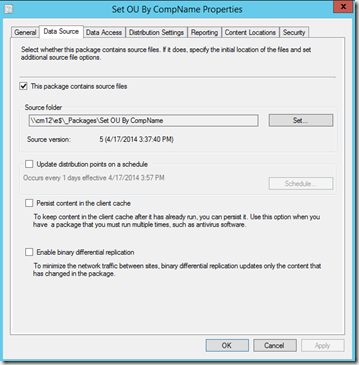 Set OU By CompName Properties
General Data Source Data Access Distribution Settings Reporting Content Locations Security
Select whether this package contains source files. If it does, specify the initial location of the files and set
additional source file options.
This package contains source files
Source folder
\\cm12\e$\_Packages\Set OU By CompName
Set...
Source version: 5 (4/17/2014 3:37:40 PM)
Update distribution points on a schedule
Occurs every 1 days effective 4/17/2014 3:57 PM
Schedule...
Persist content in the client cache
To keep content in the client cache after it has already run, you can persist it. Use this option when you
have a package that you must run multiple times, such as antivirus software.
Enable binary differential replication
To minimize the network traffic between sites, binary differential replication updates only the content that
has changed in the package.
OK Cancel Apply